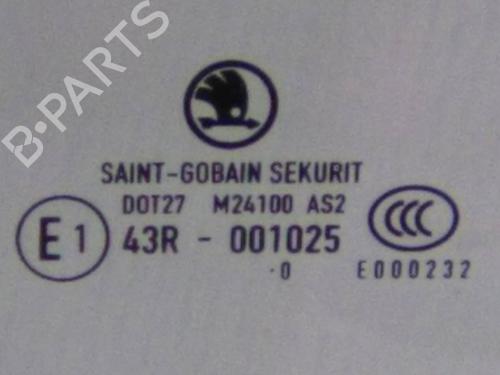 B-PARTS
SAINT-GOBAIN SEKURIT
DOT27 M24100 AS2
E1 43R - 001025
.0 E000232
CCC